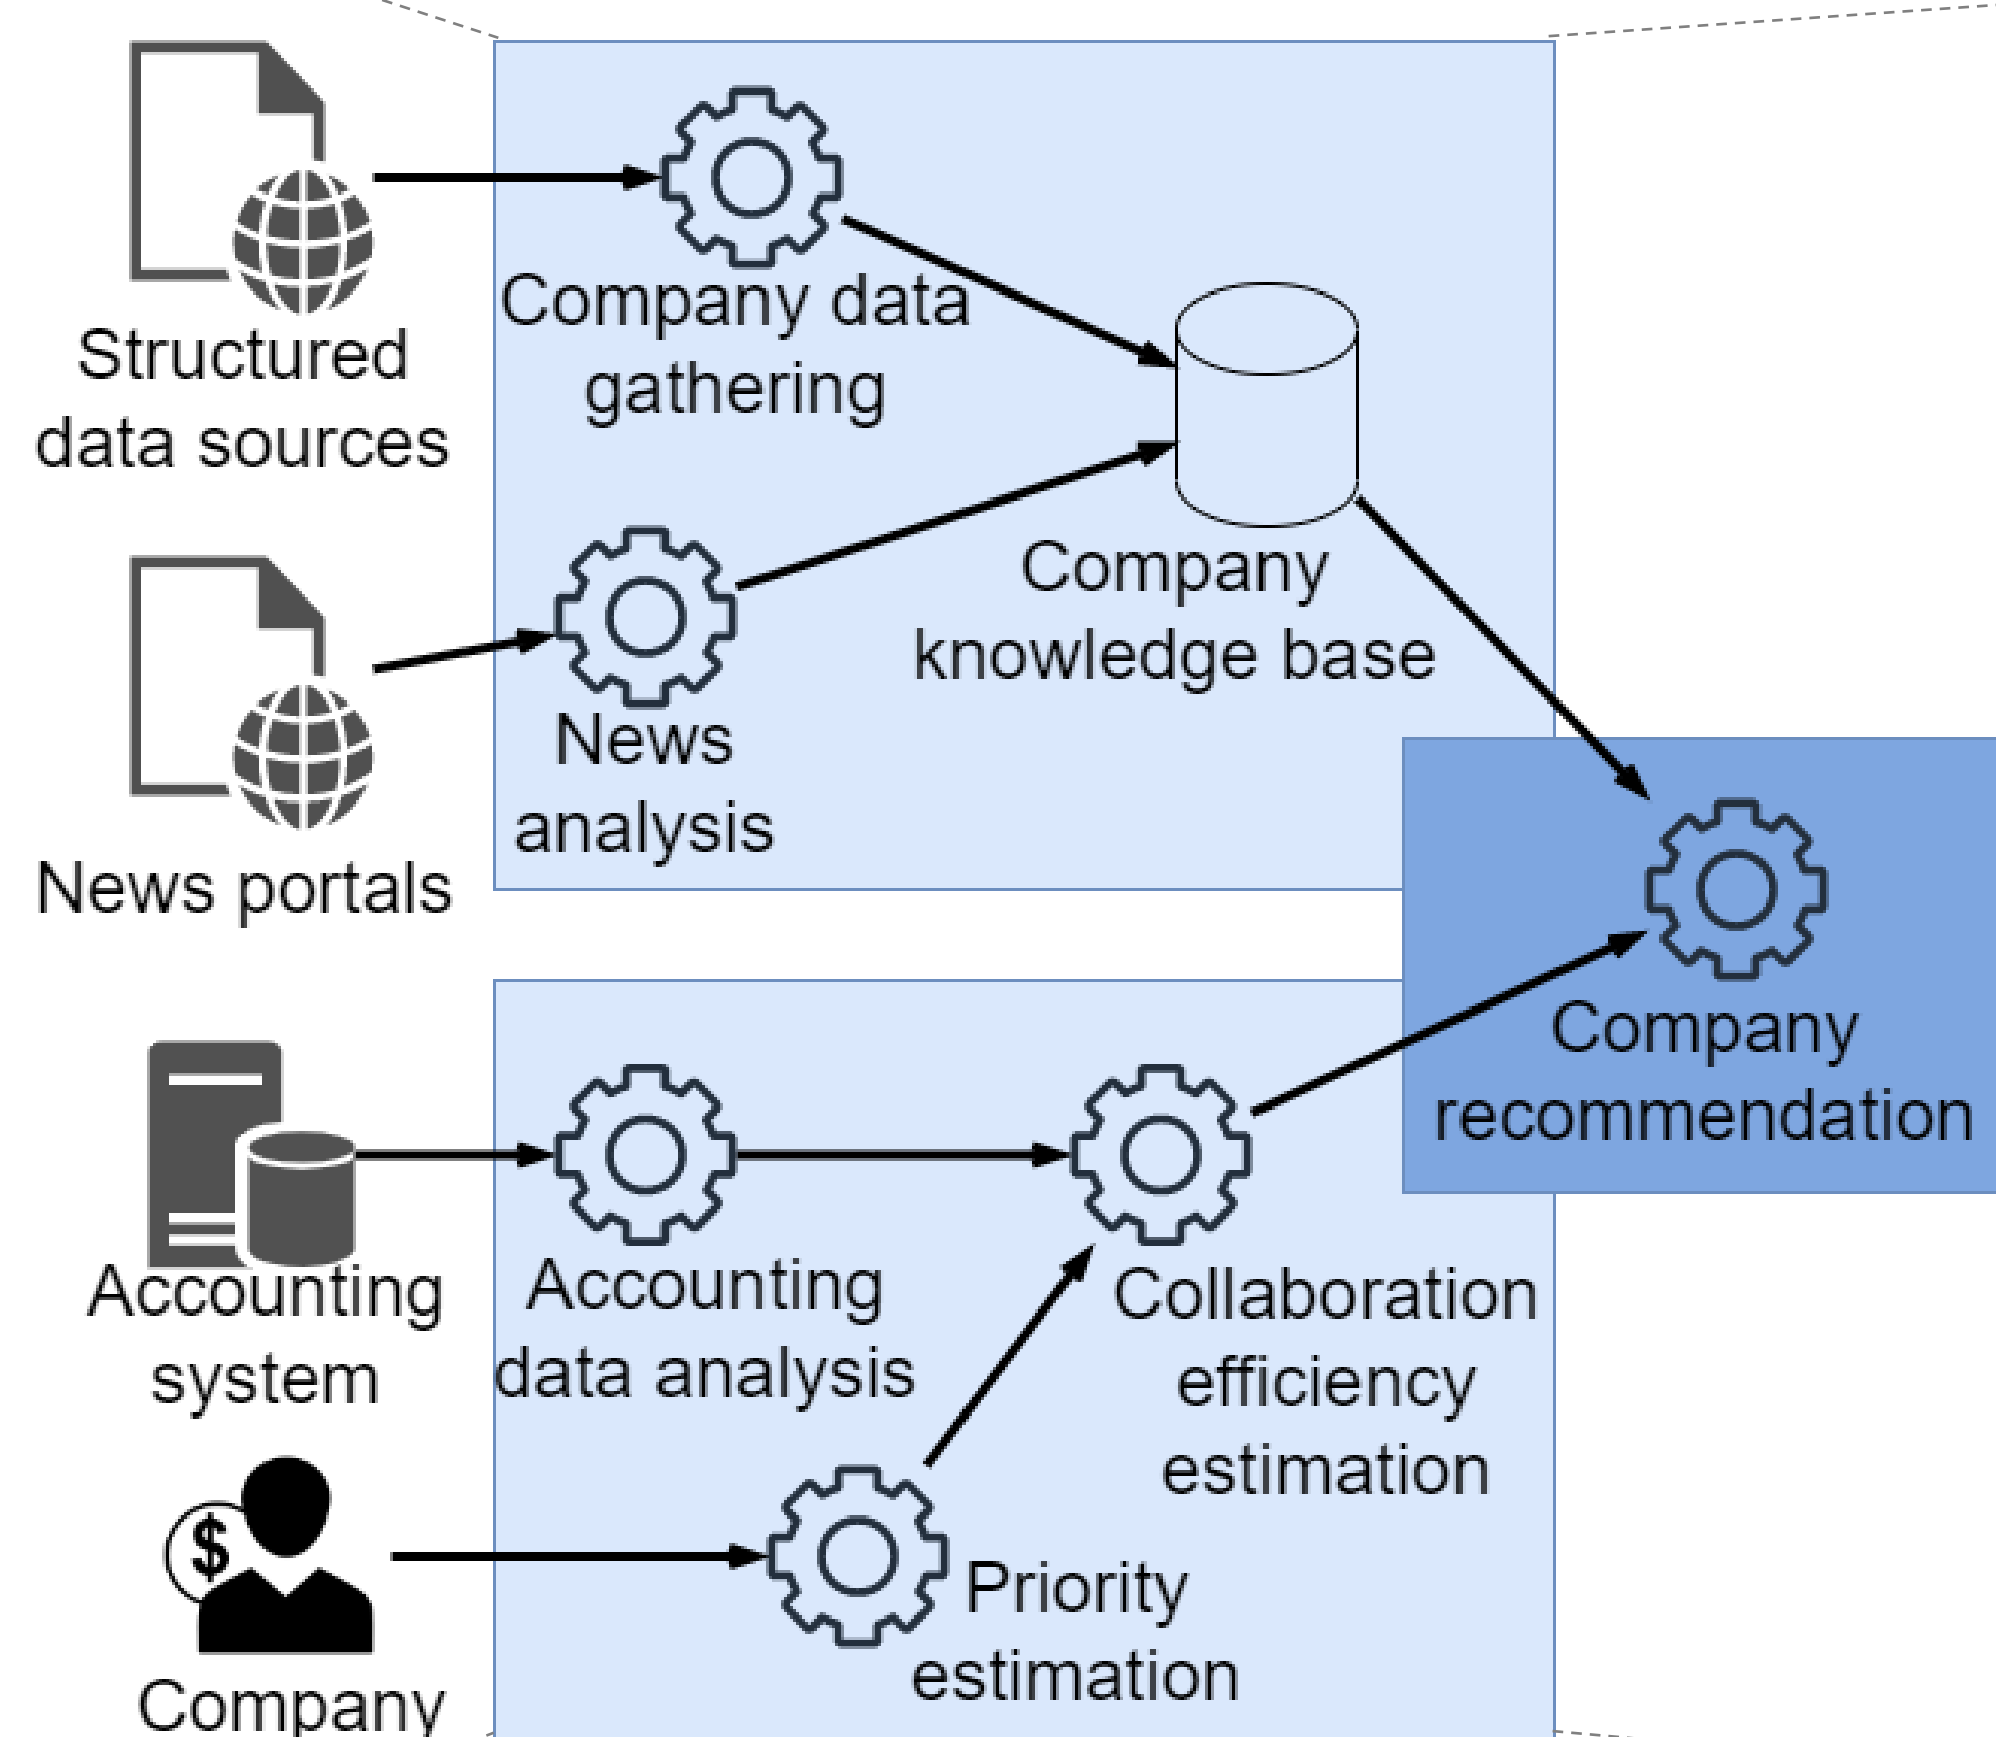 Structured
data sources
Company data
gathering
Company
knowledge base
News
analysis
News portals
Company
recommendation
Accounting
system
Accounting
data analysis
Collaboration
efficiency
estimation
$
Priority
estimation
Company